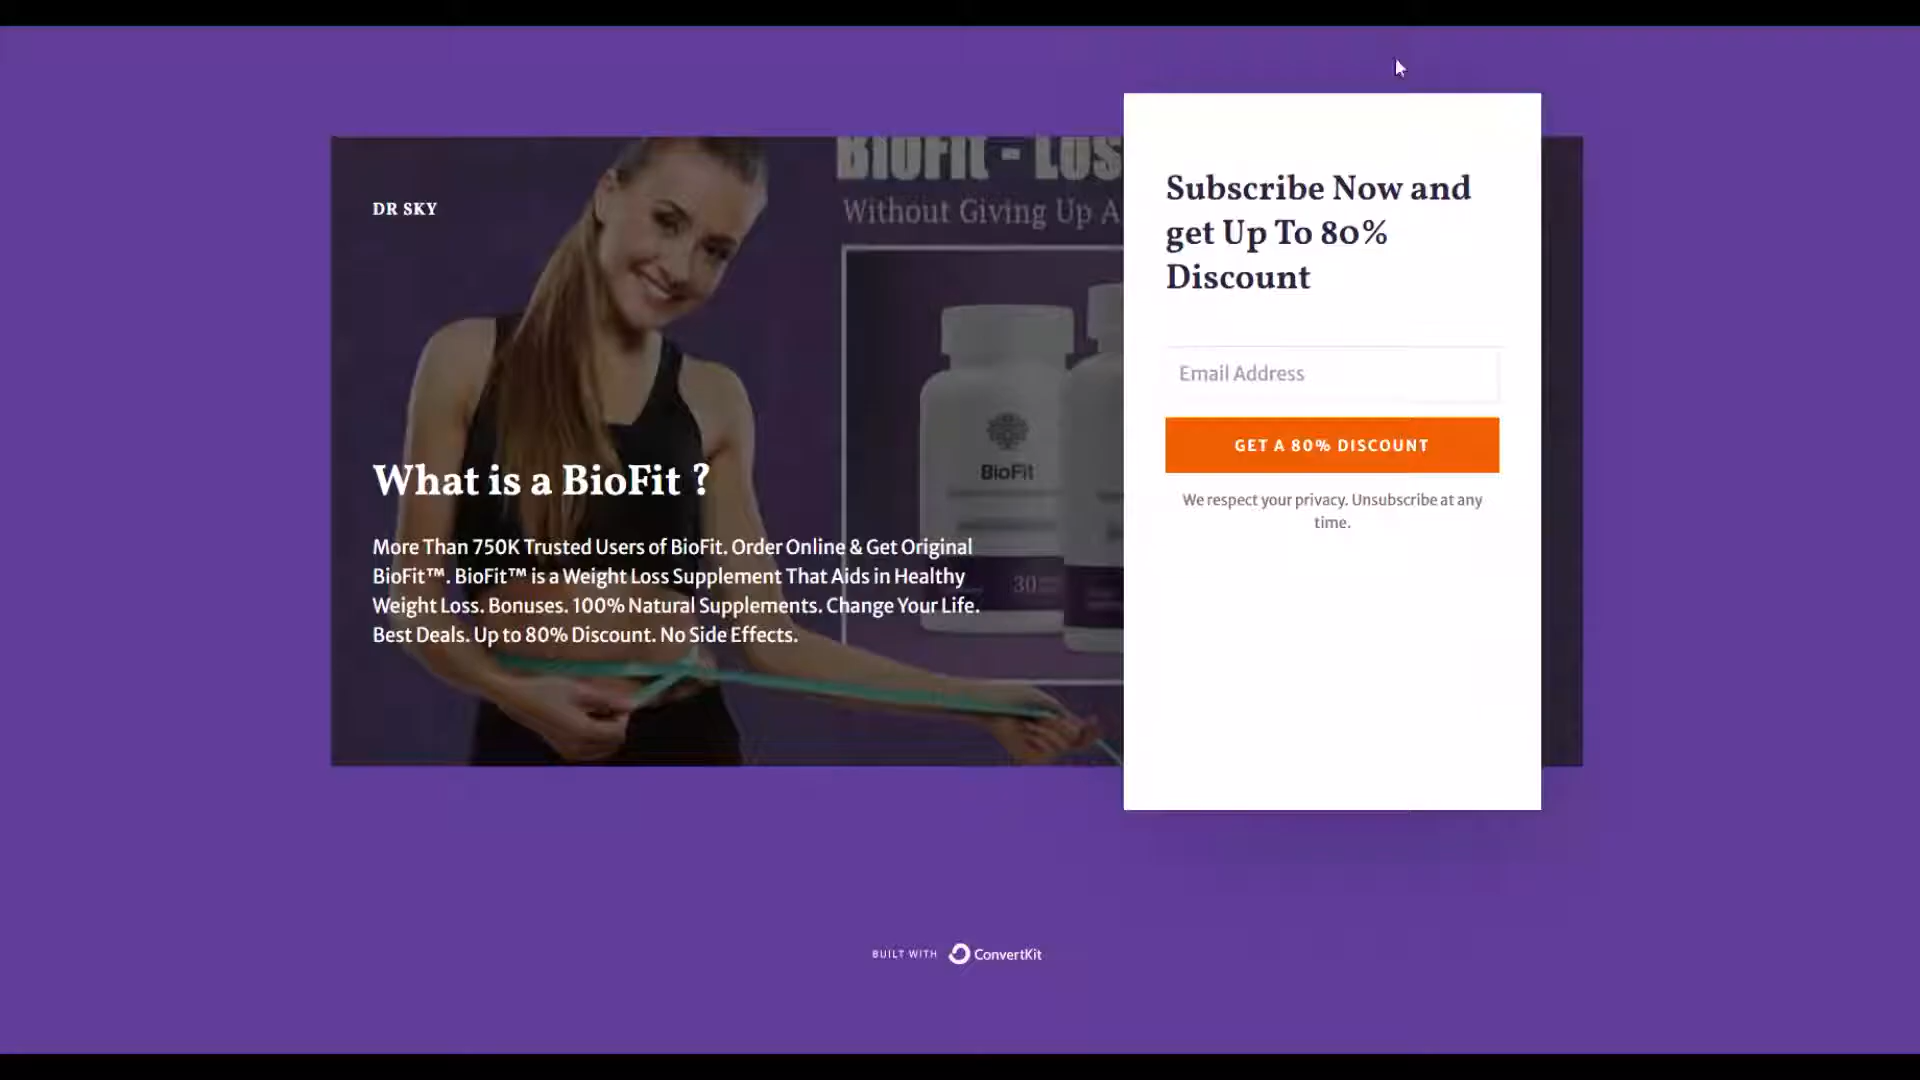 BioFit - Los
Without Giving Up A
DR SKY
BioFit
30
What is a BioFit ?
More Than 750K Trusted Users of BioFit. Order Online & Get Original
BioFit™. BioFit™ is a Weight Loss Supplement That Aids in Healthy
Weight Loss. Bonuses. 100% Natural Supplements. Change Your Life.
Best Deals. Up to 80% Discount. No Side Effects.
Subscribe Now and
get Up To 80%
Discount
Email Address
GET A 80% DISCOUNT
We respect your privacy. Unsubscribe at any
time.
BUILT WITH ConvertKit